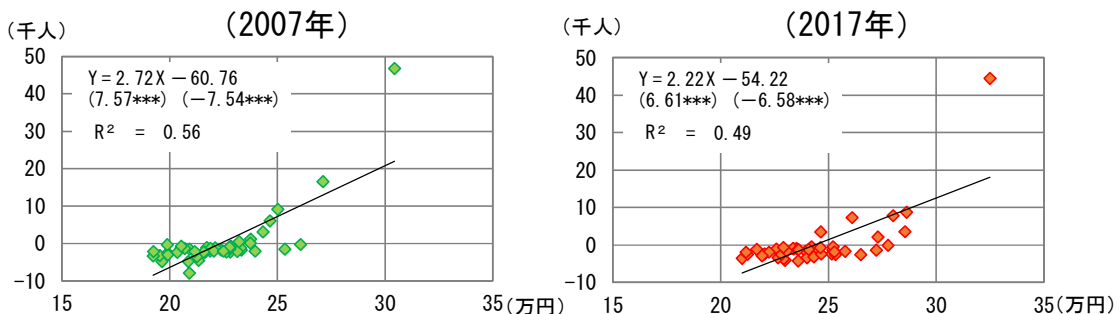 (2007年)
(千人)
Y=2.72X-60.76
(7.57***) (-7.54***)
R² = 0.56
50
40
30
20
10
0
-10
15 20 25 30 35(万円)
(2017年)
(千人)
Y=2.22X-54.22
(6.61***) (-6.58***)
R² = 0.49
50
40
30
20
10
0
-10
15 20 25 30 35(万円)